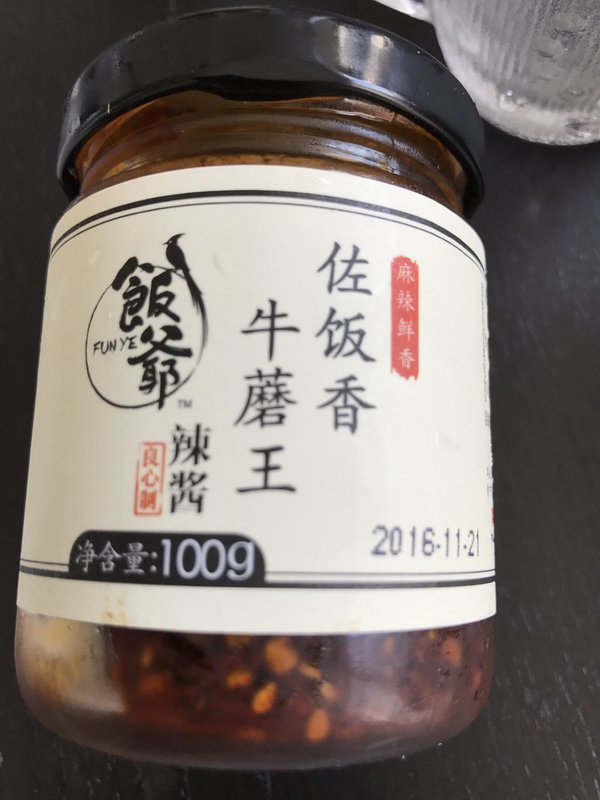 麻辣鲜香
佐饭香
牛蘑王
飯爺
FUN YE
TM
辣酱
良心制
净含量:100g
2016-11-21